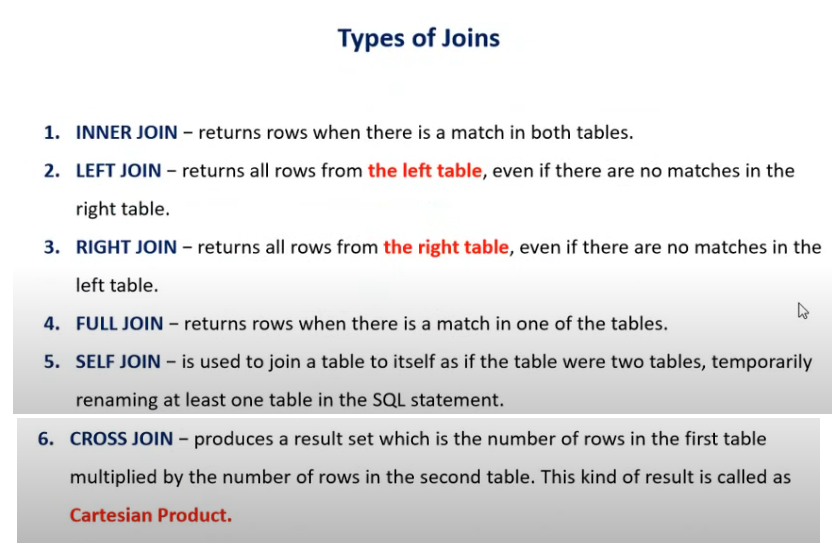 Types of Joins
1. INNER JOIN – returns rows when there is a match in both tables.
2. LEFT JOIN – returns all rows from the left table, even if there are no matches in the
right table.
3. RIGHT JOIN – returns all rows from the right table, even if there are no matches in the
left table.
4. FULL JOIN – returns rows when there is a match in one of the tables.
5. SELF JOIN – is used to join a table to itself as if the table were two tables, temporarily
renaming at least one table in the SQL statement.
6. CROSS JOIN – produces a result set which is the number of rows in the first table
multiplied by the number of rows in the second table. This kind of result is called as
Cartesian Product.